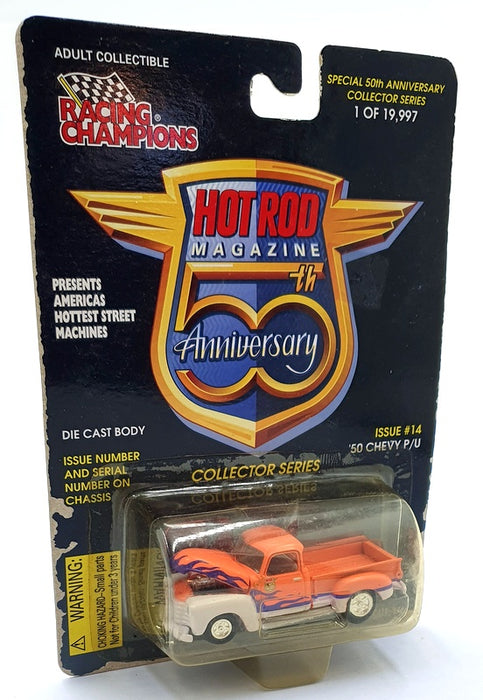 ADULT COLLECTIBLE
RACING
CHAMPIONS®
SPECIAL 50th ANNIVERSARY
COLLECTOR SERIES
1 OF 19,997
HOT ROD
MAGAZINE
50th
Anniversary
PRESENTS
AMERICAS
HOTTEST STREET
MACHINES
DIE CAST BODY
ISSUE NUMBER
AND SERIAL
NUMBER ON
CHASSIS
ISSUE #14
'50 CHEVY P/U
COLLECTOR SERIES
WARNING:
CHOKING HAZARD–Small parts
Not for Children under 3 years